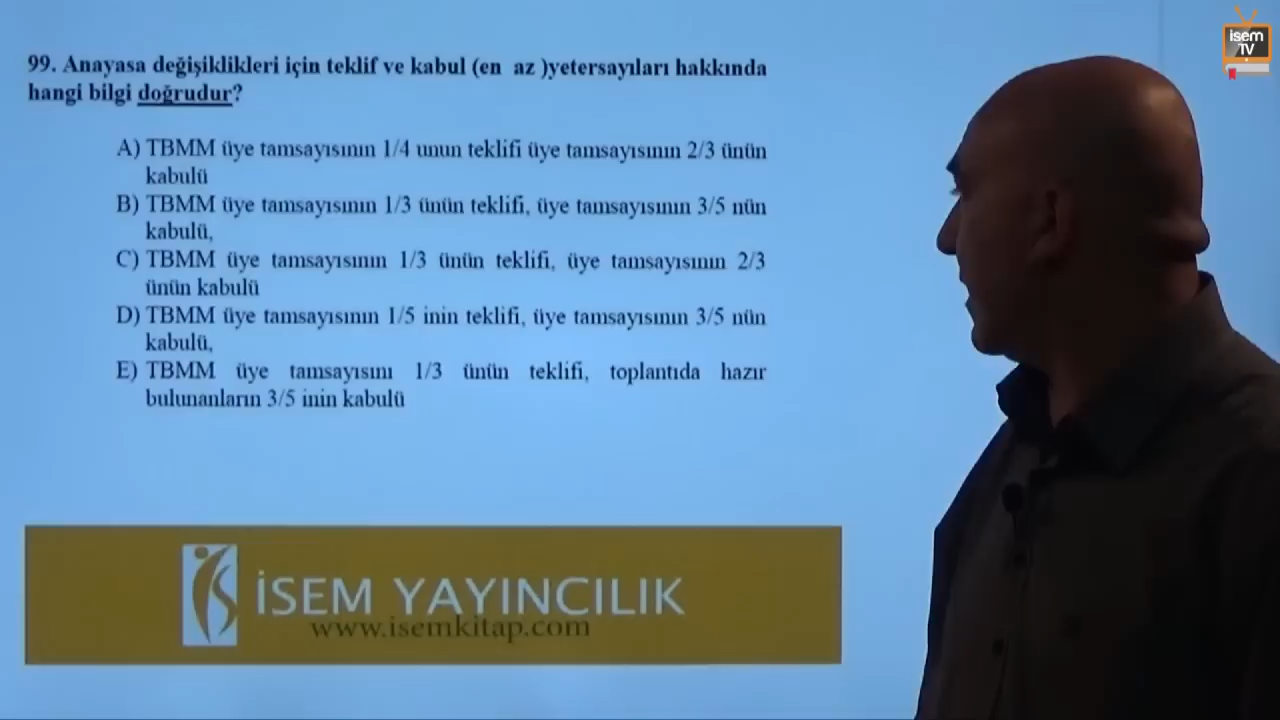 isem
TV
99. Anayasa değişiklikleri için teklif ve kabul (en az )yetersayıları hakkında
hangi bilgi doğrudur?
A) TBMM üye tamsayısının 1/4 unun teklifi üye tamsayısının 2/3 ünün
kabulü
B) TBMM üye tamsayısının 1/3 ünün teklifi, üye tamsayısının 3/5 nün
kabulü,
C) TBMM üye tamsayısının 1/3 ünün teklifi, üye tamsayısının 2/3
ünün kabulü
D) TBMM üye tamsayısının 1/5 inin teklifi, üye tamsayısının 3/5 nün
kabulü,
E) TBMM üye tamsayısını 1/3 ünün teklifi, toplantıda hazır
bulunanların 3/5 inin kabulü
İSEM YAYINCILIK
www.isemkitap.com